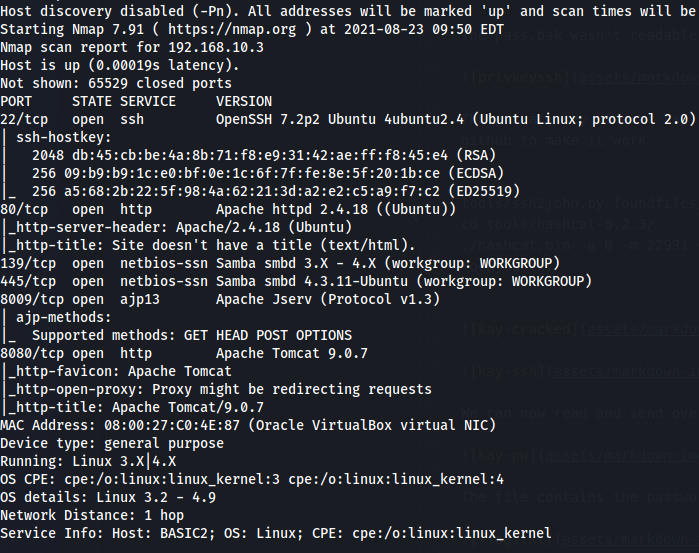 Host discovery disabled (-Pn). All addresses will be marked 'up' and scan times will be
Starting Nmap 7.91 ( https://nmap.org ) at 2021-08-23 09:50 EDT
Nmap scan report for 192.168.10.3
Host is up (0.00019s latency).
Not shown: 65529 closed ports
PORT     STATE SERVICE     VERSION
22/tcp   open  ssh         OpenSSH 7.2p2 Ubuntu 4ubuntu2.4 (Ubuntu Linux; protocol 2.0)
| ssh-hostkey:
|   2048 db:45:cb:be:4a:8b:71:f8:e9:31:42:ae:ff:f8:45:e4 (RSA)
|   256 09:b9:b9:1c:e0:bf:0e:1c:6f:7f:fe:8e:5f:20:1b:ce (ECDSA)
|_  256 a5:68:2b:22:5f:98:4a:62:21:3d:a2:e2:c5:a9:f7:c2 (ED25519)
80/tcp   open  http        Apache httpd 2.4.18 ((Ubuntu))
|_http-server-header: Apache/2.4.18 (Ubuntu)
|_http-title: Site doesn't have a title (text/html).
139/tcp  open  netbios-ssn Samba smbd 3.X - 4.X (workgroup: WORKGROUP)
445/tcp  open  netbios-ssn Samba smbd 4.3.11-Ubuntu (workgroup: WORKGROUP)
8009/tcp open  ajp13       Apache Jserv (Protocol v1.3)
| ajp-methods:
|_  Supported methods: GET HEAD POST OPTIONS
8080/tcp open  http        Apache Tomcat 9.0.7
|_http-favicon: Apache Tomcat
|_http-open-proxy: Proxy might be redirecting requests
|_http-title: Apache Tomcat/9.0.7
MAC Address: 08:00:27:C0:4E:87 (Oracle VirtualBox virtual NIC)
Device type: general purpose
Running: Linux 3.X|4.X
OS CPE: cpe:/o:linux:linux_kernel:3 cpe:/o:linux:linux_kernel:4
OS details: Linux 3.2 - 4.9
Network Distance: 1 hop
Service Info: Host: BASIC2; OS: Linux; CPE: cpe:/o:linux:linux_kernel